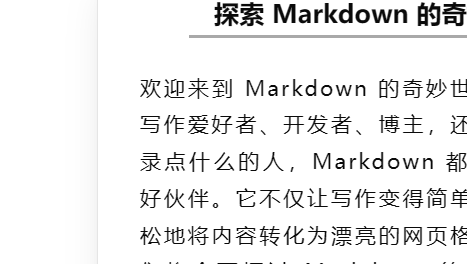 探索 Markdown 的奇
欢迎来到 Markdown 的奇妙世
写作爱好者、开发者、博主，还
录点什么的人，Markdown 都
好伙伴。它不仅让写作变得简单
松地将内容转化为漂亮的网页格